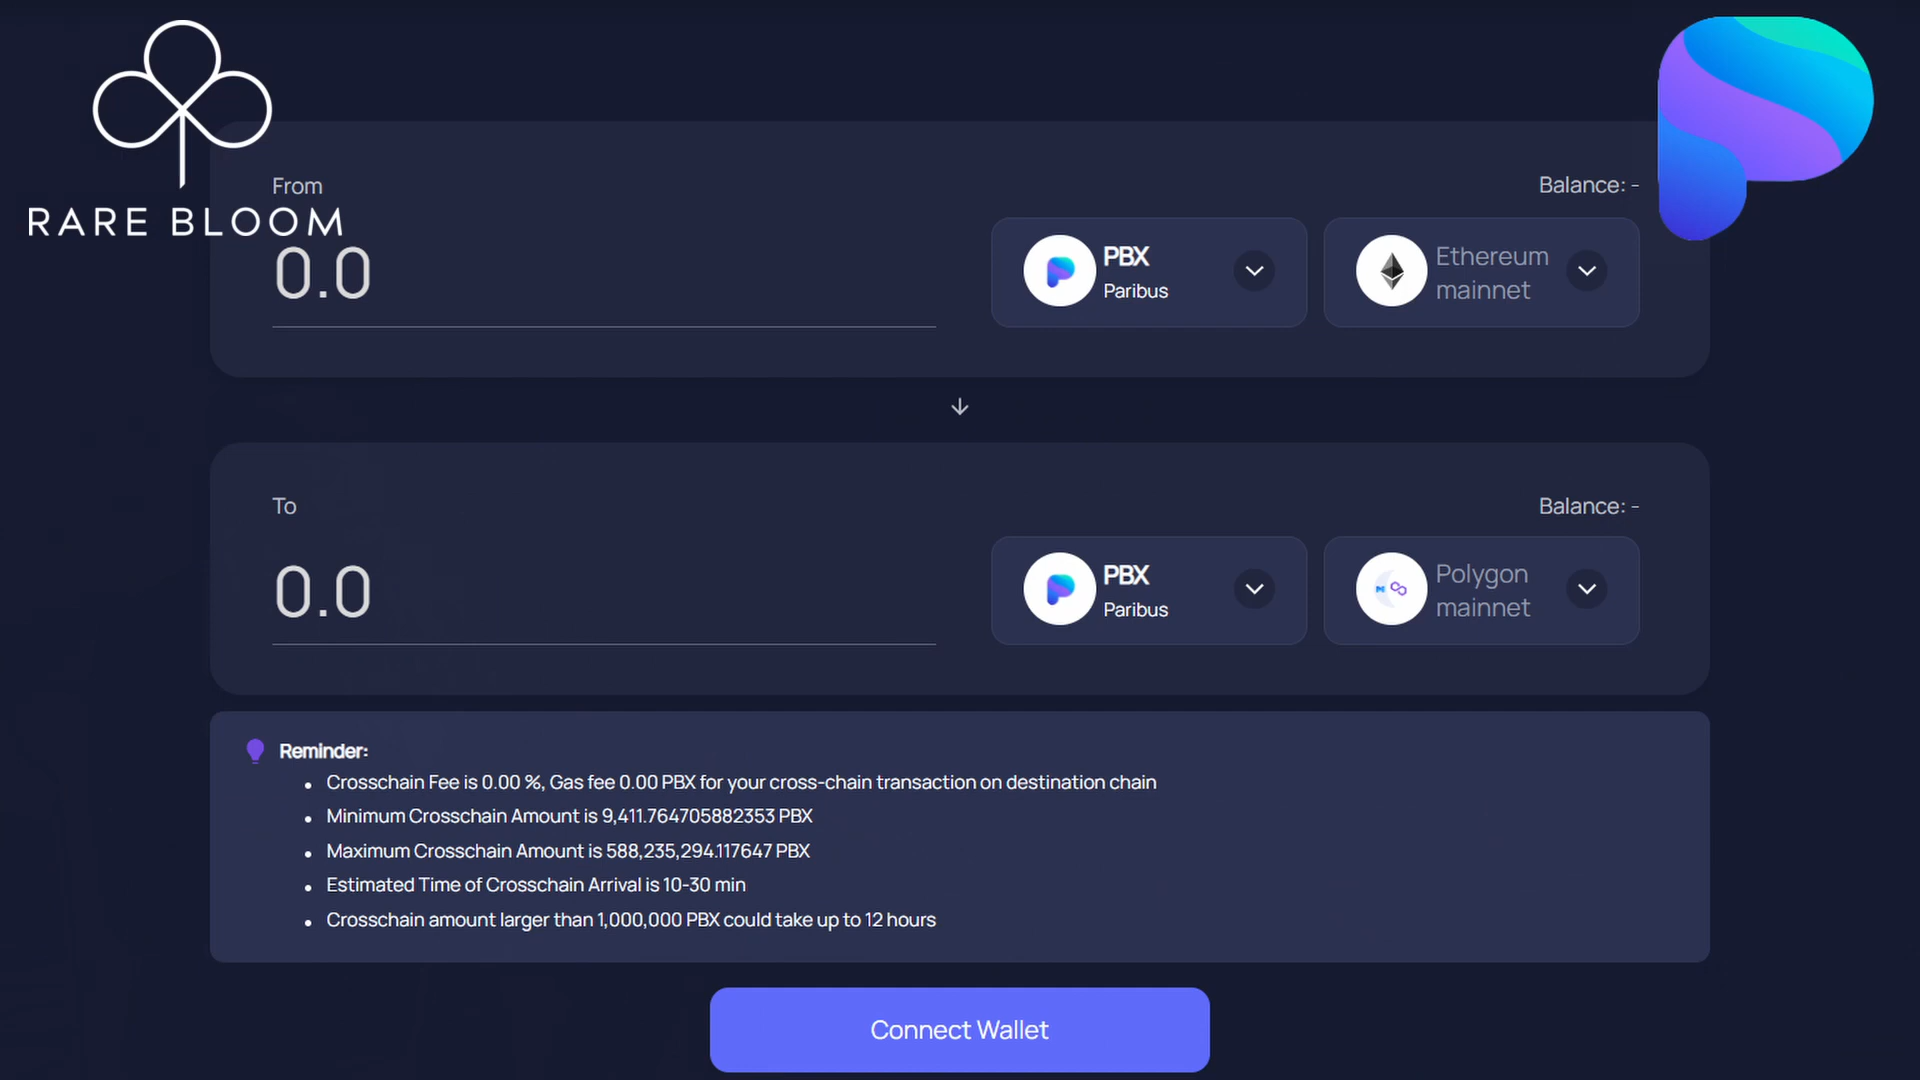 RARE BLOOM
From
Balance: -
0.0
PBX
Paribus
Ethereum
mainnet
To
Balance: -
0.0
PBX
Paribus
Polygon
mainnet
Reminder:
Crosschain Fee is 0.00 %, Gas fee 0.00 PBX for your cross-chain transaction on destination chain
Minimum Crosschain Amount is 9,411.764705882353 PBX
Maximum Crosschain Amount is 588,235,294.117647 PBX
Estimated Time of Crosschain Arrival is 10-30 min
Crosschain amount larger than 1,000,000 PBX could take up to 12 hours
Connect Wallet